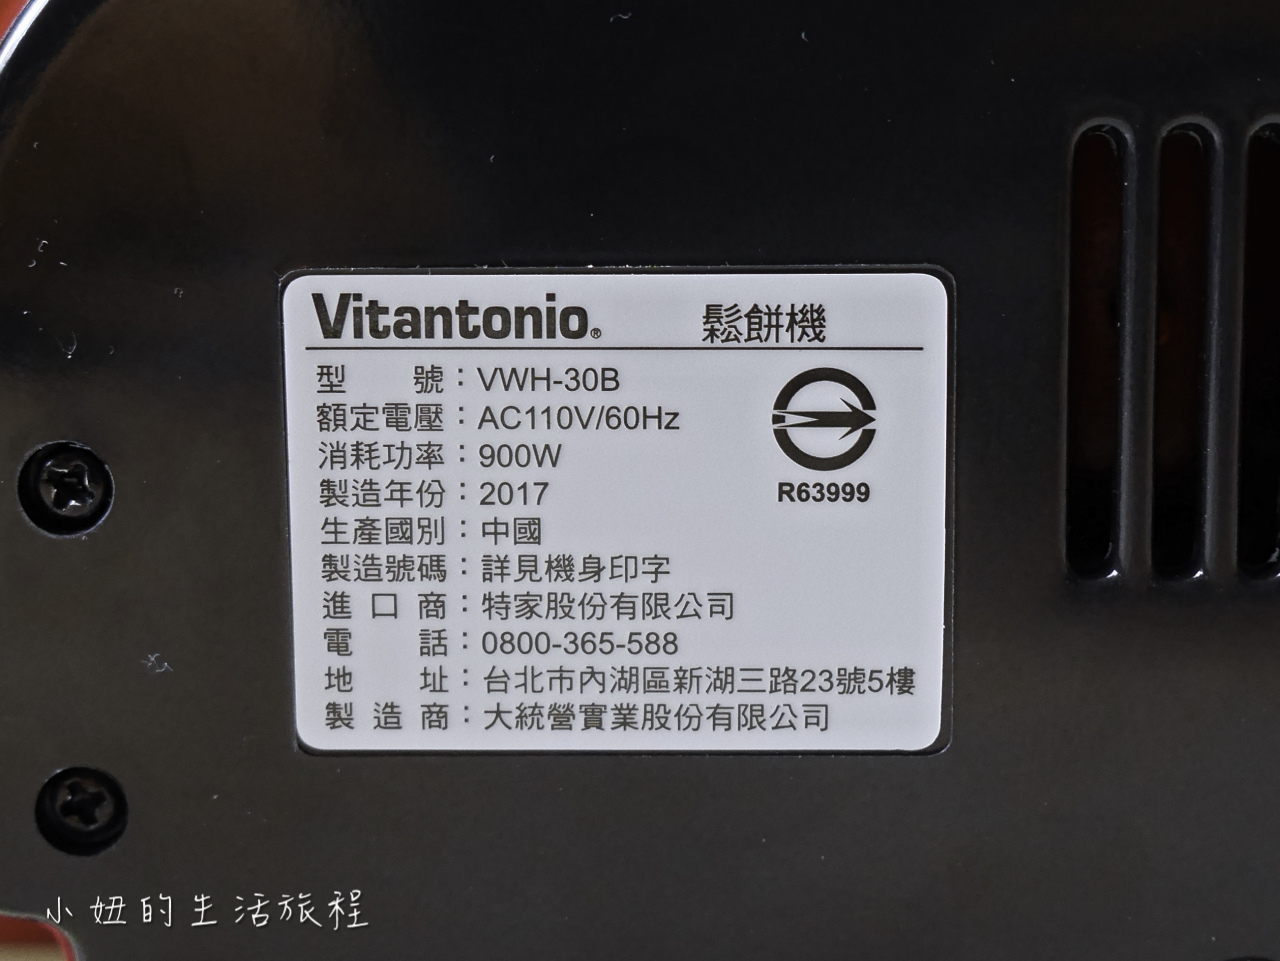 Vitantonio® 鬆餅機
型號：VWH-30B
額定電壓：AC110V/60Hz
消耗功率：900W
製造年份：2017
生產國別：中國
製造號碼：詳見機身印字
進口商：特家股份有限公司
電話：0800-365-588
地址：台北市內湖區新湖三路23號5樓
製造商：大統營實業股份有限公司
R63999
小妞的生活旅程